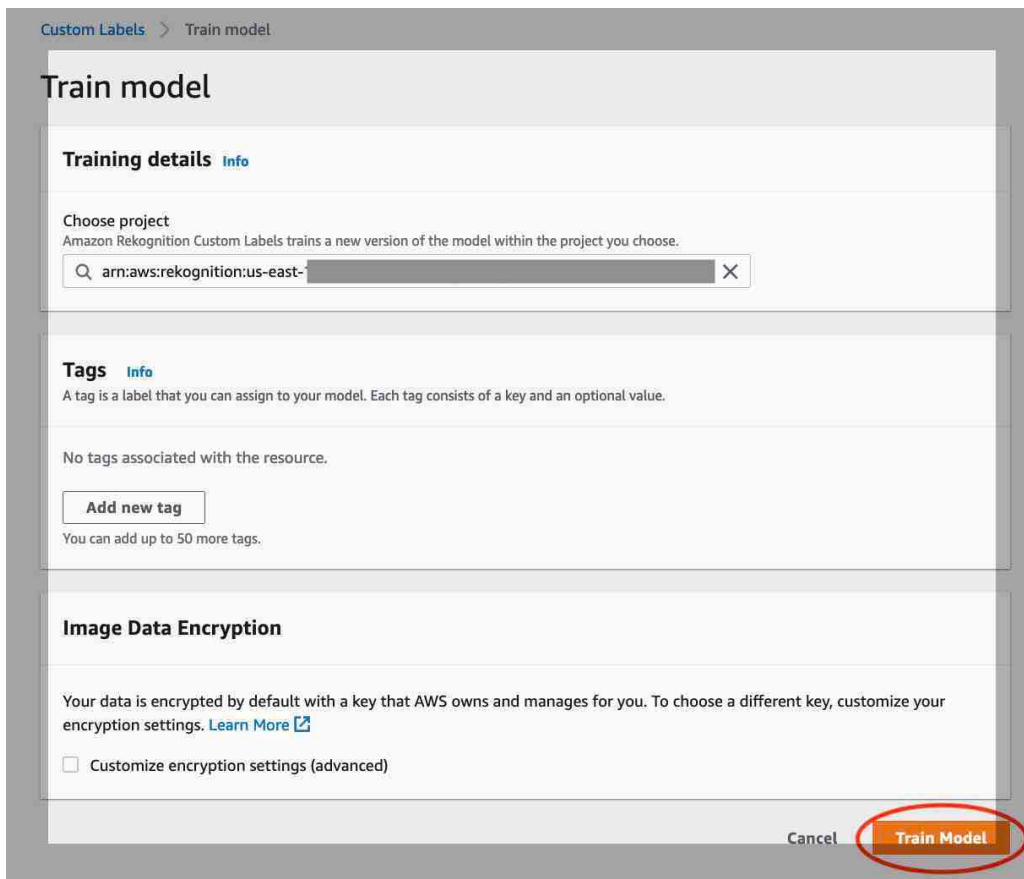 Custom Labels > Train model
Train model
Training details Info
Choose project
Amazon Rekognition Custom Labels trains a new version of the model within the project you choose.
arn:aws:rekognition:us-east-
Tags Info
A tag is a label that you can assign to your model. Each tag consists of a key and an optional value.
No tags associated with the resource.
Add new tag
You can add up to 50 more tags.
Image Data Encryption
Your data is encrypted by default with a key that AWS owns and manages for you. To choose a different key, customize your
encryption settings. Learn More
Customize encryption settings (advanced)
Cancel Train Model